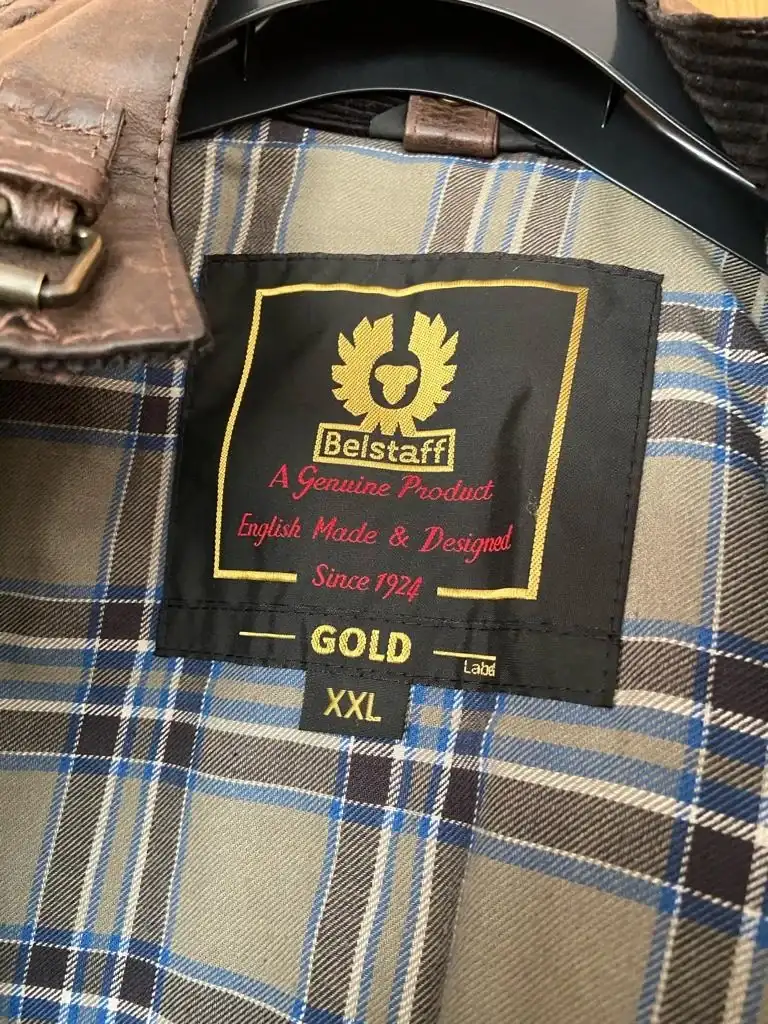 Belstaff
A Genuine Product
English Made & Designed
Since 1924
GOLD
Label
XXL